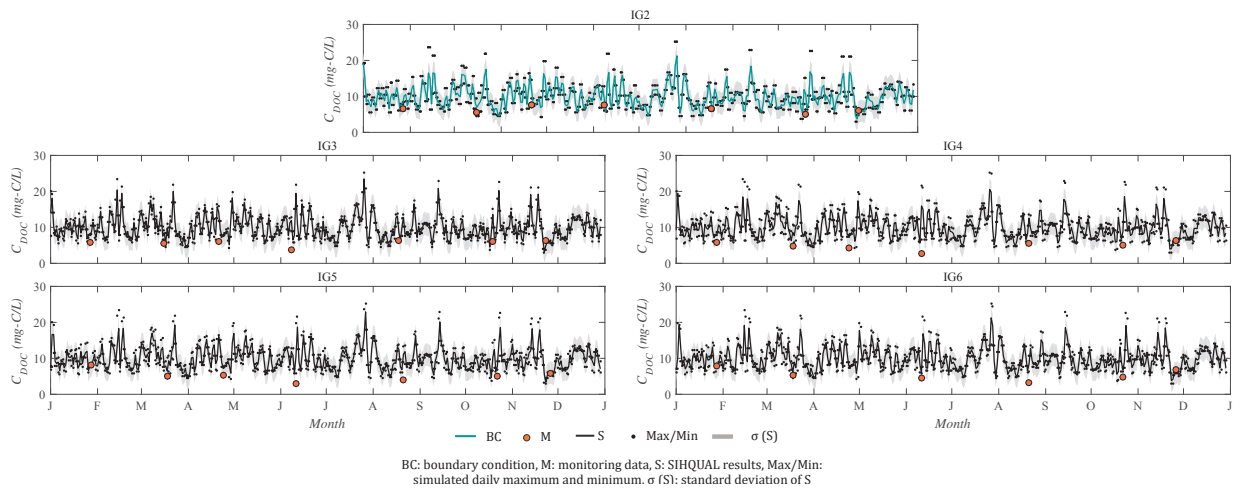 IG2
30
20
10
0
C_DOC (mg-C/L)
IG3
30
20
10
0
C_DOC (mg-C/L)
IG4
30
20
10
0
C_DOC (mg-C/L)
IG5
30
20
10
0
C_DOC (mg-C/L)
J F M A M J J A S O N D J
Month
IG6
30
20
10
0
C_DOC (mg-C/L)
J F M A M J J A S O N D J
Month
BC M S Max/Min σ (S)
BC: boundary condition, M: monitoring data, S: SIHQUAL results, Max/Min:
simulated daily maximum and minimum, σ (S): standard deviation of S